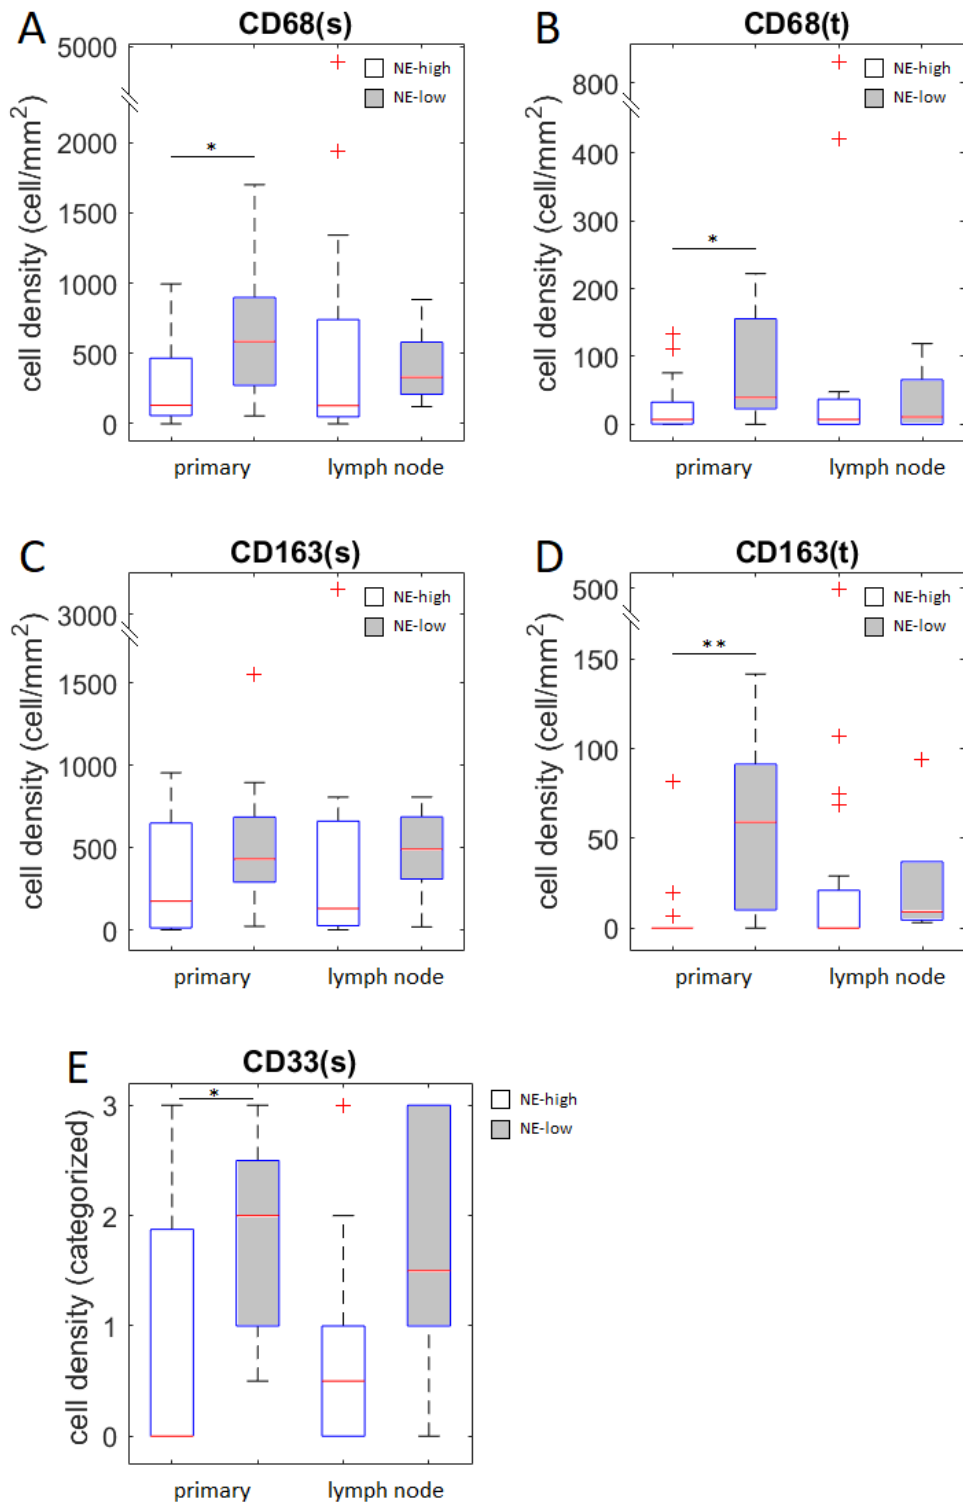 A
CD68(s)
5000
2000
1500
1000
500
0
cell density (cell/mm²)
NE-high
NE-low
*
primary
lymph node
B
CD68(t)
800
400
300
200
100
0
cell density (cell/mm²)
NE-high
NE-low
*
primary
lymph node
C
CD163(s)
3000
1500
1000
500
0
cell density (cell/mm²)
NE-high
NE-low
primary
lymph node
D
CD163(t)
500
150
100
50
0
cell density (cell/mm²)
NE-high
NE-low
**
primary
lymph node
E
CD33(s)
3
2
1
0
cell density (categorized)
*
NE-high
NE-low
primary
lymph node